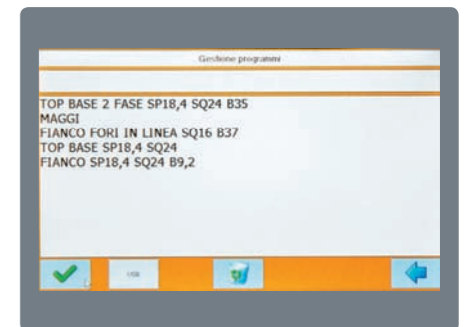 Gestione programmi
TOP BASE 2 FASE SP18,4 SQ24 B35
MAGGI
FIANCO FORI IN LINEA SQ16 B37
TOP BASE SP18,4 SQ24
FIANCO SP18,4 SQ24 B9,2